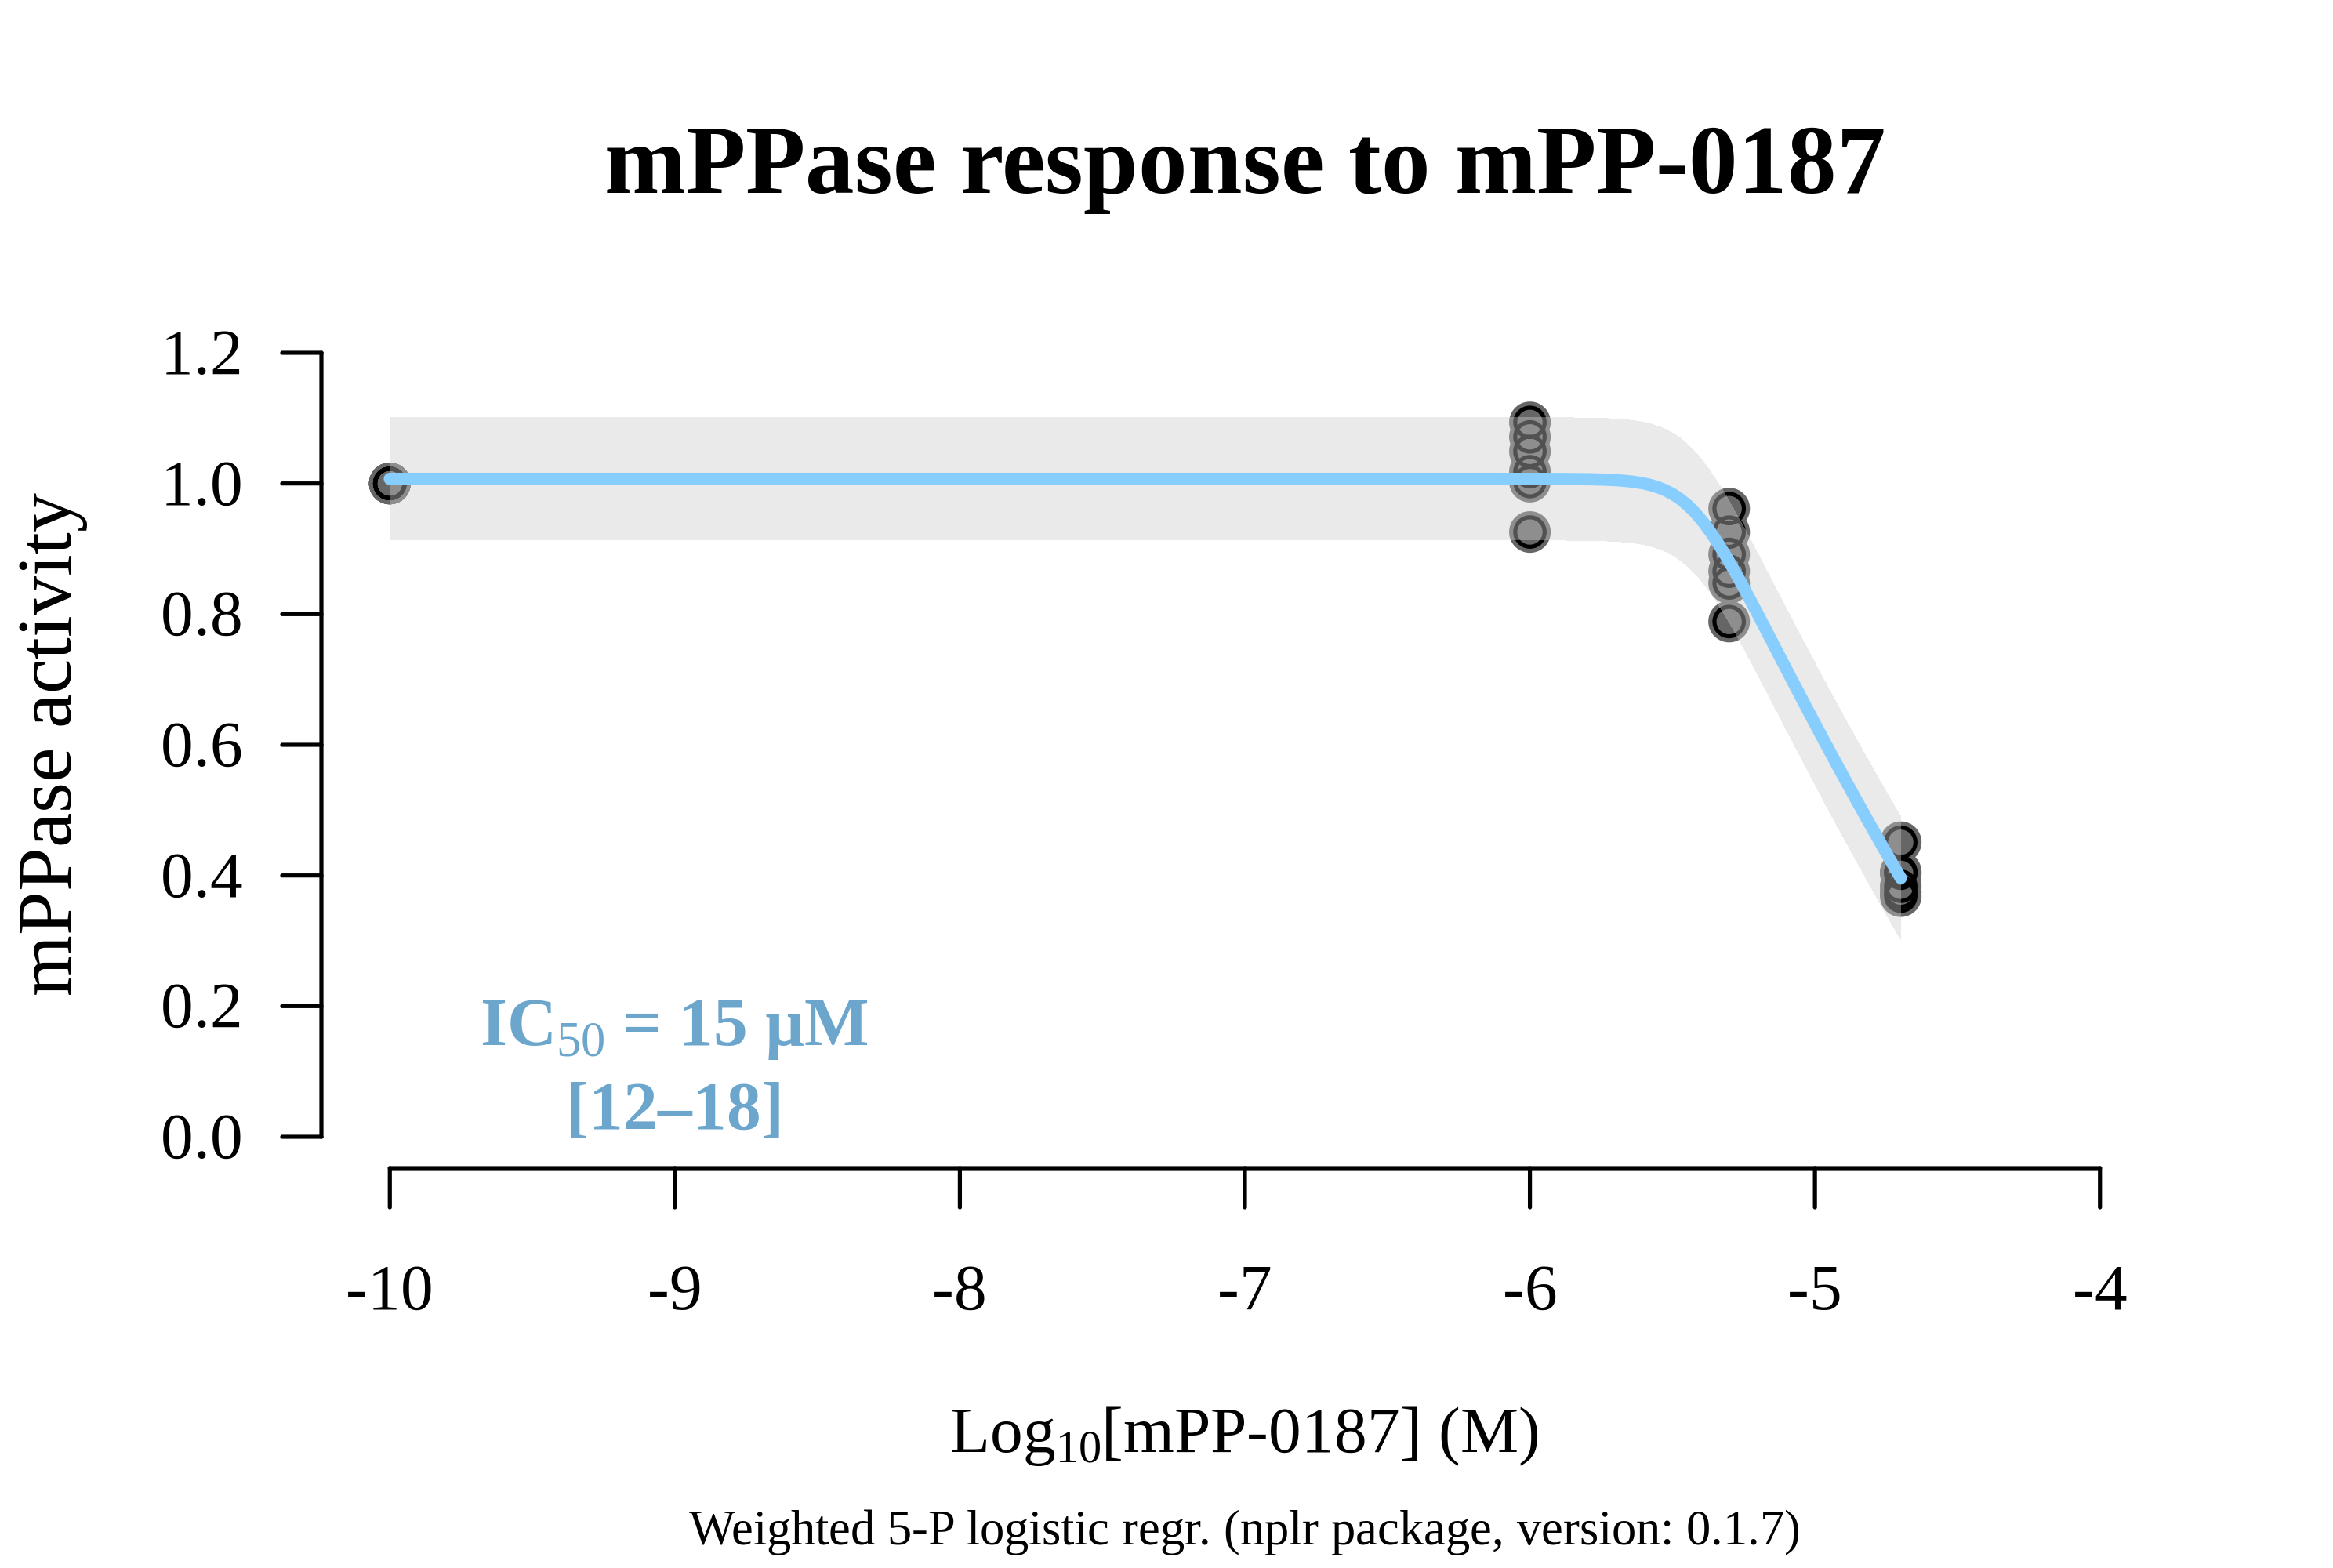 mPPase response to mPP-0187
mPPase activity
1.2
1.0
0.8
0.6
0.4
0.2
0.0
IC50 = 15 µM
[12–18]
-10 -9 -8 -7 -6 -5 -4
Log10[mPP-0187] (M)
Weighted 5-P logistic regr. (nplr package, version: 0.1.7)